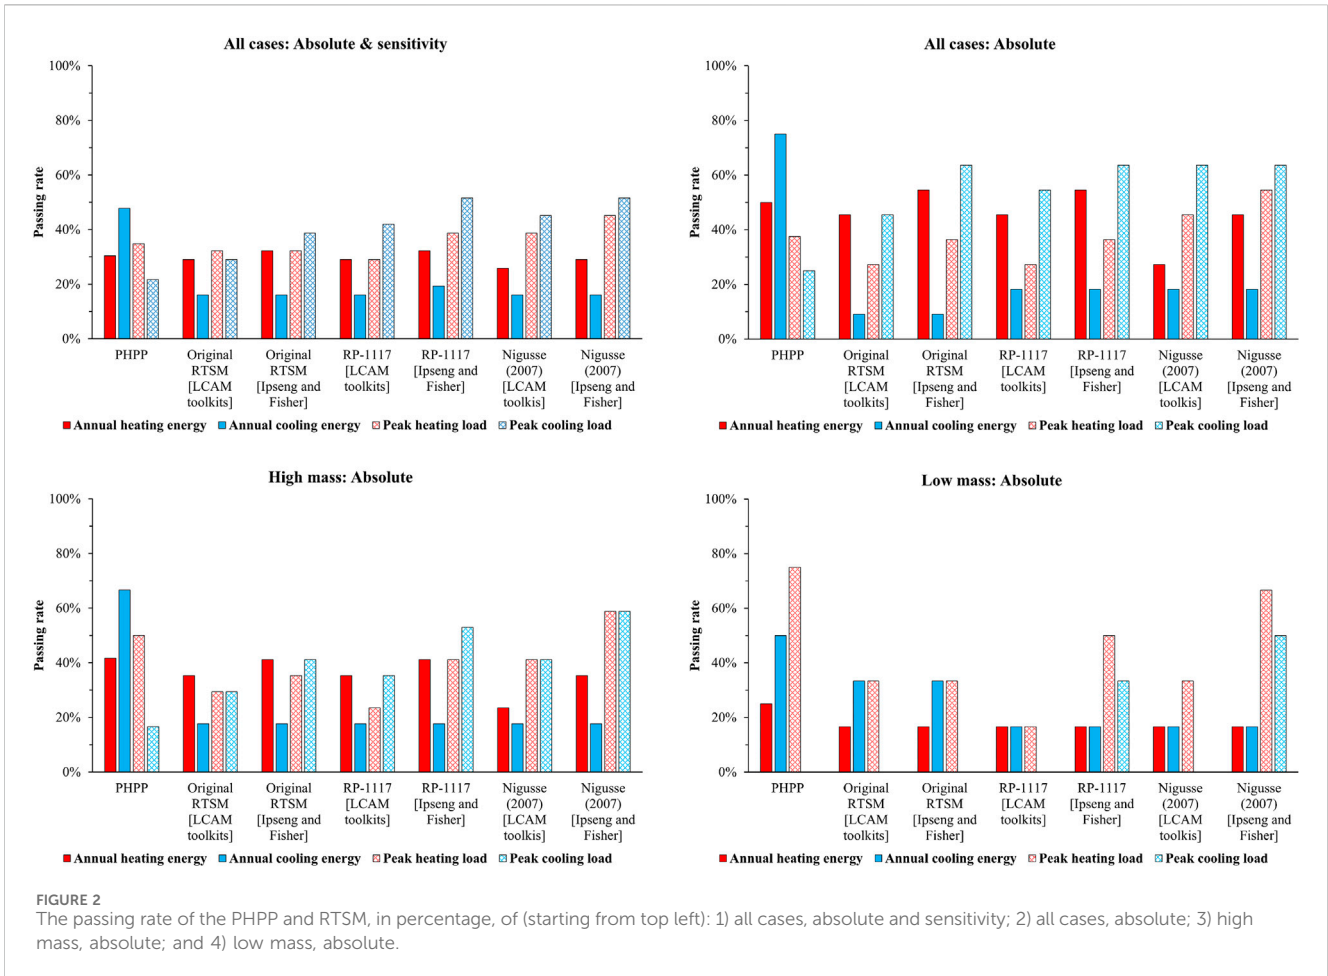 All cases: Absolute & sensitivity
100%
80%
60%
40%
20%
0%
Passing rate
PHPP
Original
RTSM
[LCAM
toolkits]
Original
RTSM
[Ipseng and
Fisher]
RP-1117
[LCAM
toolkits]
RP-1117
[Ipseng and
Fisher]
Nigusse
(2007)
[LCAM
toolkis]
Nigusse
(2007)
[Ipseng and
Fisher]
Annual heating energy Annual cooling energy Peak heating load Peak cooling load
All cases: Absolute
100%
80%
60%
40%
20%
0%
Passing rate
PHPP
Original
RTSM
[LCAM
toolkits]
Original
RTSM
[Ipseng and
Fisher]
RP-1117
[LCAM
toolkits]
RP-1117
[Ipseng and
Fisher]
Nigusse
(2007)
[LCAM
toolkis]
Nigusse
(2007)
[Ipseng and
Fisher]
Annual heating energy Annual cooling energy Peak heating load Peak cooling load
High mass: Absolute
100%
80%
60%
40%
20%
0%
Passing rate
PHPP
Original
RTSM
[LCAM
toolkits]
Original
RTSM
[Ipseng and
Fisher]
RP-1117
[LCAM
toolkits]
RP-1117
[Ipseng and
Fisher]
Nigusse
(2007)
[LCAM
toolkis]
Nigusse
(2007)
[Ipseng and
Fisher]
Annual heating energy Annual cooling energy Peak heating load Peak cooling load
Low mass: Absolute
100%
80%
60%
40%
20%
0%
Passing rate
PHPP
Original
RTSM
[LCAM
toolkits]
Original
RTSM
[Ipseng and
Fisher]
RP-1117
[LCAM
toolkits]
RP-1117
[Ipseng and
Fisher]
Nigusse
(2007)
[LCAM
toolkis]
Nigusse
(2007)
[Ipseng and
Fisher]
Annual heating energy Annual cooling energy Peak heating load Peak cooling load
FIGURE 2
The passing rate of the PHPP and RTSM, in percentage, of (starting from top left): 1) all cases, absolute and sensitivity; 2) all cases, absolute; 3) high
mass, absolute; and 4) low mass, absolute.